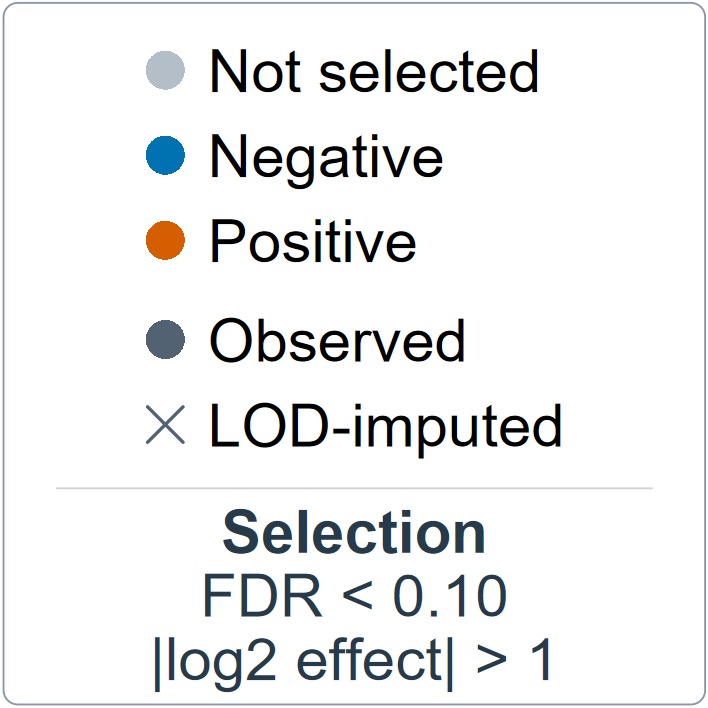 Not selected
Negative
Positive
Observed
LOD-imputed
Selection
FDR < 0.10
|log2 effect| > 1